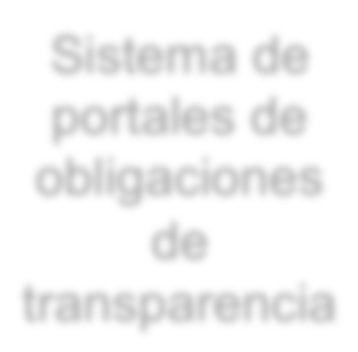 Sistema de
portales de
obligaciones
de
transparencia